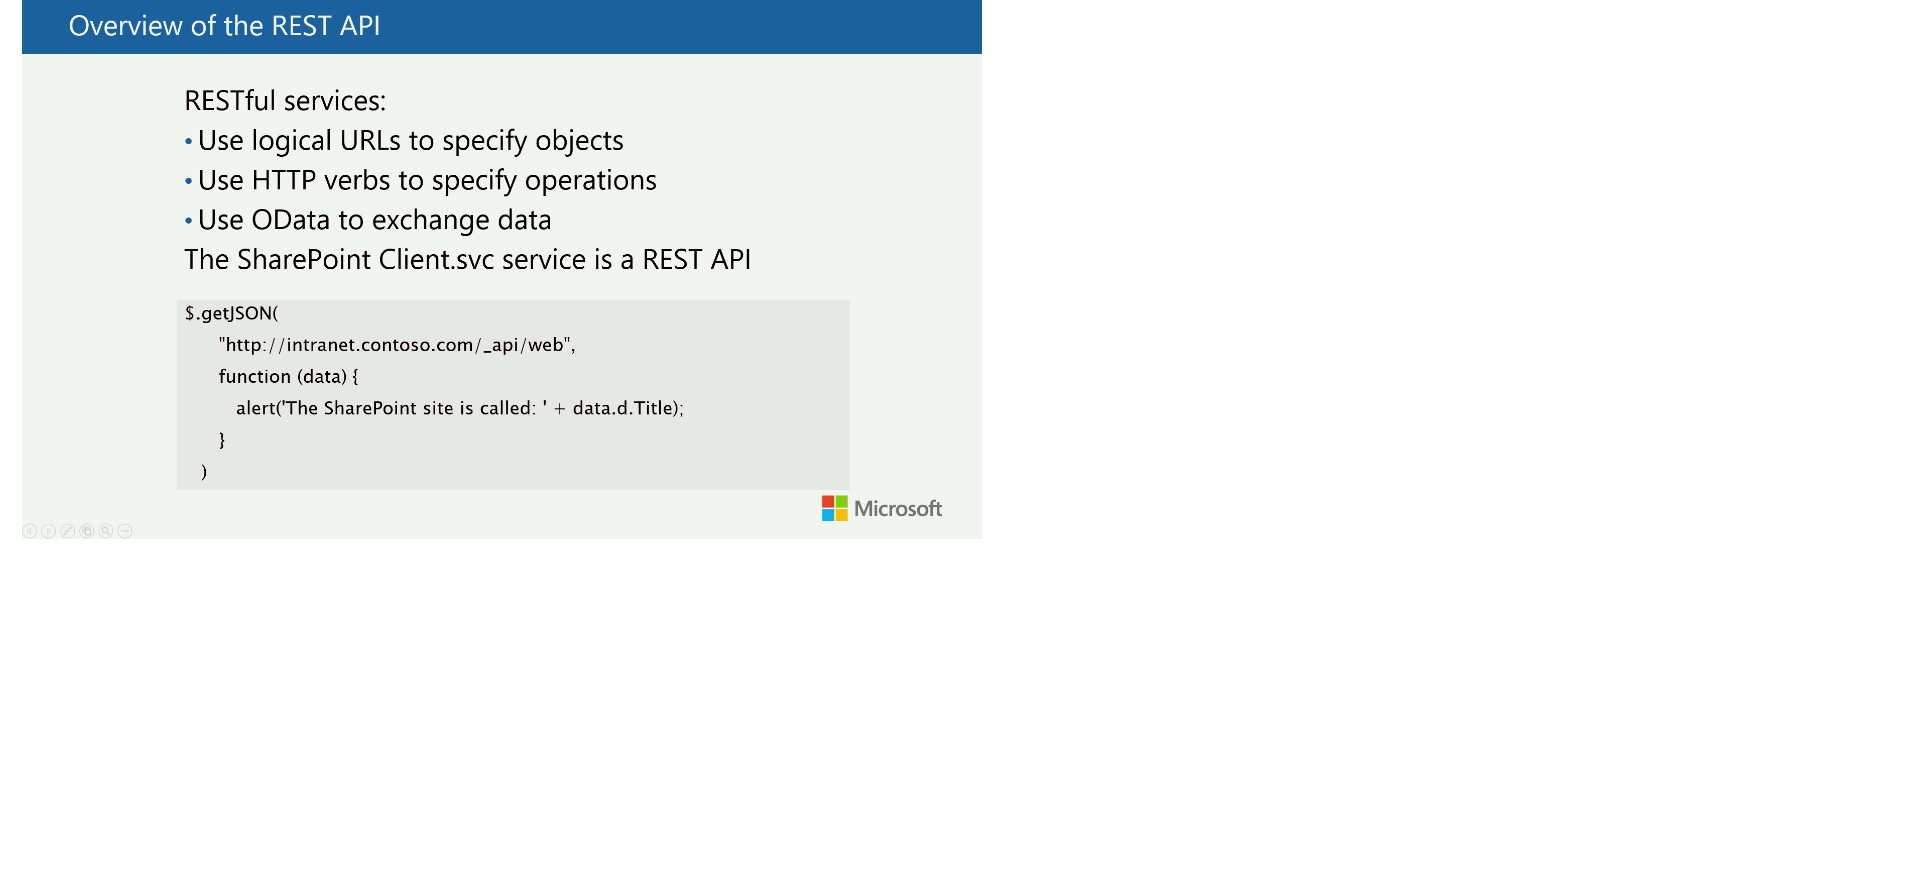 Overview of the REST API
RESTful services:
• Use logical URLs to specify objects
• Use HTTP verbs to specify operations
• Use OData to exchange data
The SharePoint Client.svc service is a REST API
$.getJSON(
"http://intranet.contoso.com/_api/web",
function (data) {
alert('The SharePoint site is called: ' + data.d.Title);
}
)
Microsoft